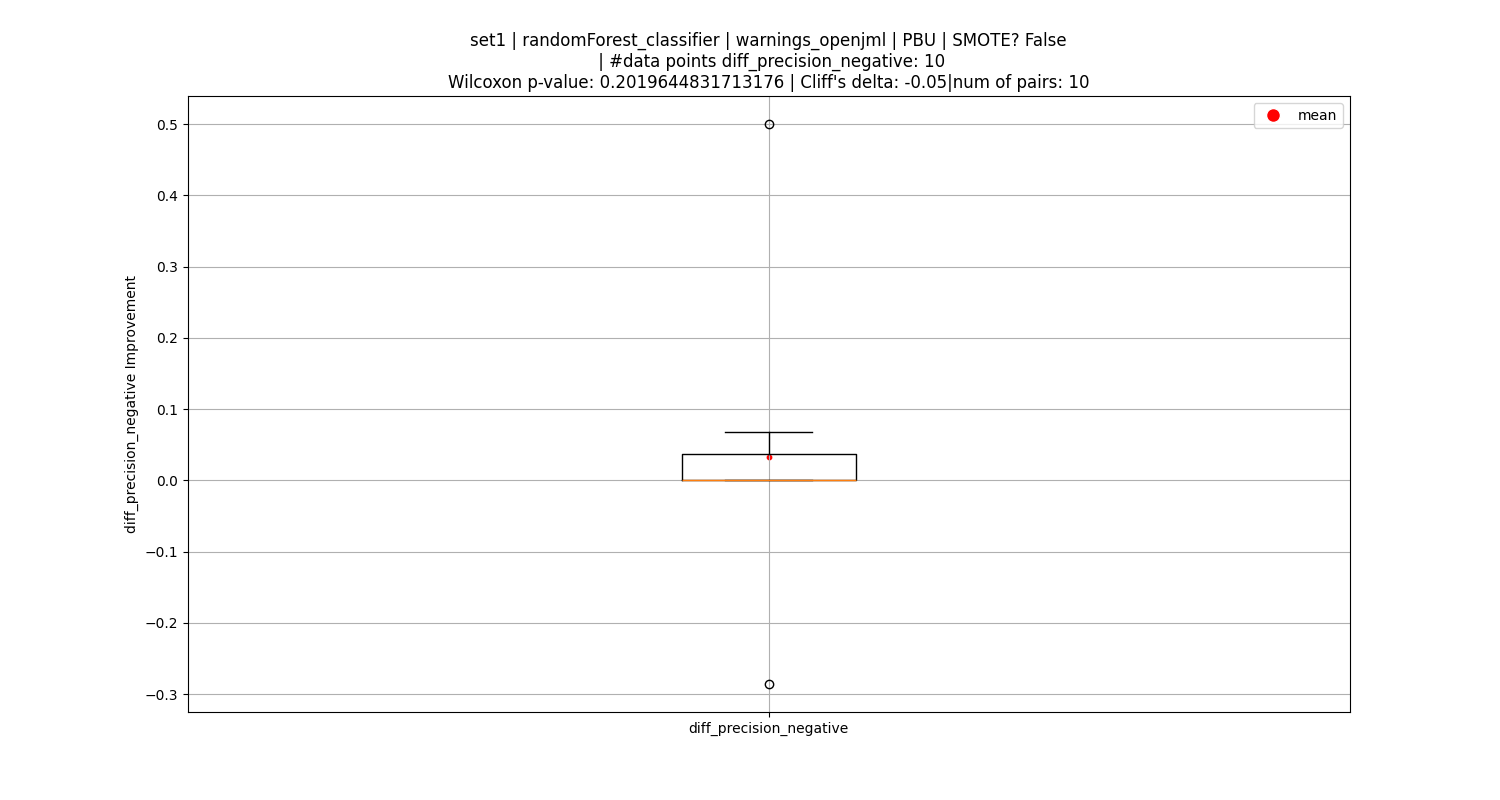 set1 | randomForest_classifier | warnings_openjml | PBU | SMOTE? False
| #data points diff_precision_negative: 10
Wilcoxon p-value: 0.2019644831713176 | Cliff's delta: -0.05|num of pairs: 10
mean
0.5
0.4
0.3
0.2
0.1
0.0
−0.1
−0.2
−0.3
diff_precision_negative Improvement
diff_precision_negative